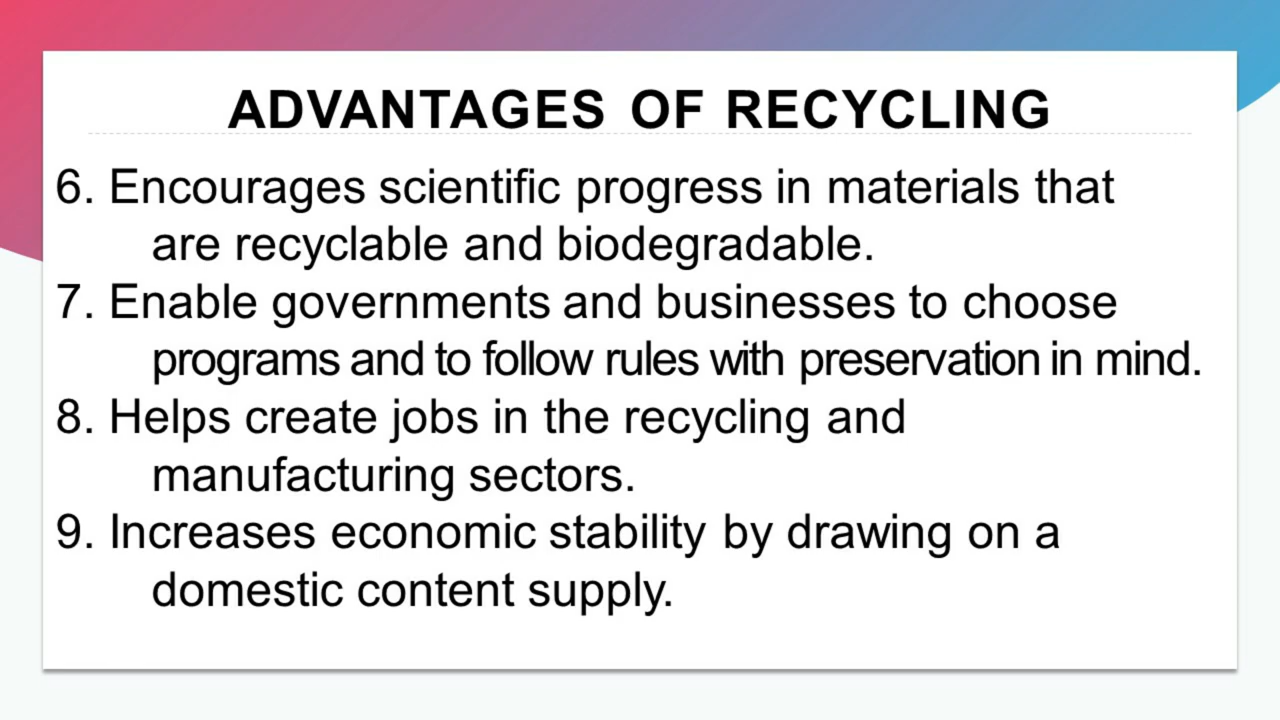 ADVANTAGES OF RECYCLING
6. Encourages scientific progress in materials that
are recyclable and biodegradable.
7. Enable governments and businesses to choose
programs and to follow rules with preservation in mind.
8. Helps create jobs in the recycling and
manufacturing sectors.
9. Increases economic stability by drawing on a
domestic content supply.